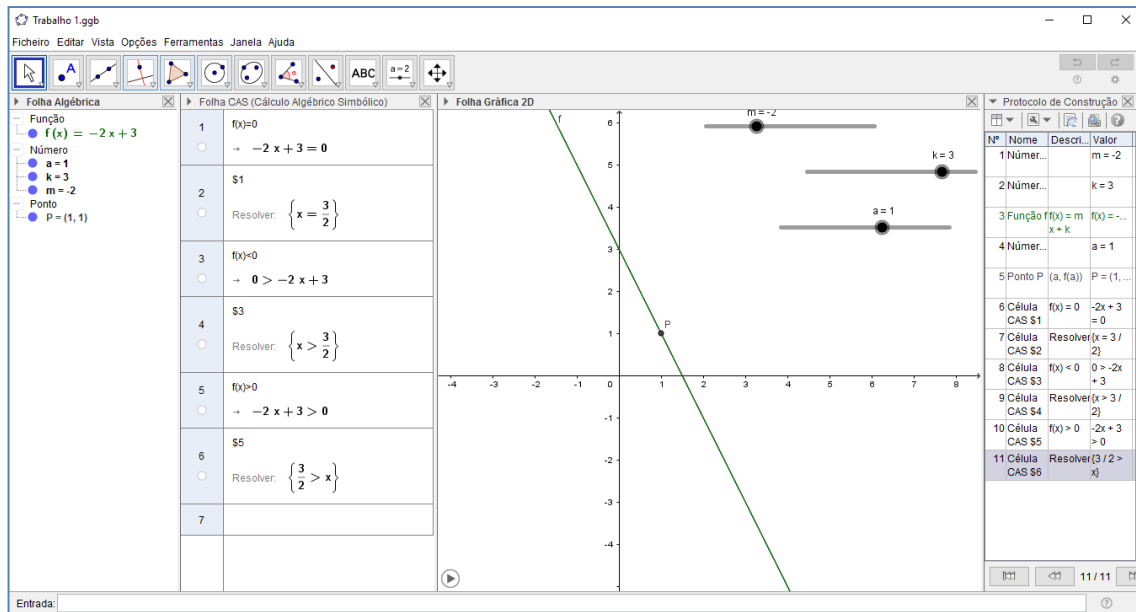 Trabalho 1.ggb
Ficheiro Editar Vista Opções Ferramentas Janela Ajuda
A
ABC
a = 2
Folha Algébrica
Função
f(x) = −2 x + 3
Número
a = 1
k = 3
m = -2
Ponto
P = (1, 1)
Folha CAS (Cálculo Algébrico Simbólico)
1
f(x)=0
→ −2 x + 3 = 0
2
$1
Resolver: {x = 3/2}
3
f(x)<0
→ 0 > −2 x + 3
4
$3
Resolver: {x > 3/2}
5
f(x)>0
→ −2 x + 3 > 0
6
$5
Resolver: {3/2 > x}
7
Folha Gráfica 2D
f
m = -2
k = 3
a = 1
P
6
5
4
3
2
1
-4 -3 -2 -1 0 1 2 3 4 5 6 7 8
-1
-2
-3
-4
Protocolo de Construção
Nº Nome Descri... Valor
1 Númer... m = -2
2 Númer... k = 3
3 Função f f(x) = m f(x) = -...
x + k
4 Númer... a = 1
5 Ponto P (a, f(a)) P = (1, ...
6 Célula f(x) = 0 -2x + 3
CAS $1 = 0
7 Célula Resolver {x = 3 /
CAS $2 2}
8 Célula f(x) < 0 0 > -2x
CAS $3 + 3
9 Célula Resolver {x > 3 /
CAS $4 2}
10 Célula f(x) > 0 -2x + 3
CAS $5 > 0
11 Célula Resolver {3 / 2 >
CAS $6 x}
11 / 11
Entrada: